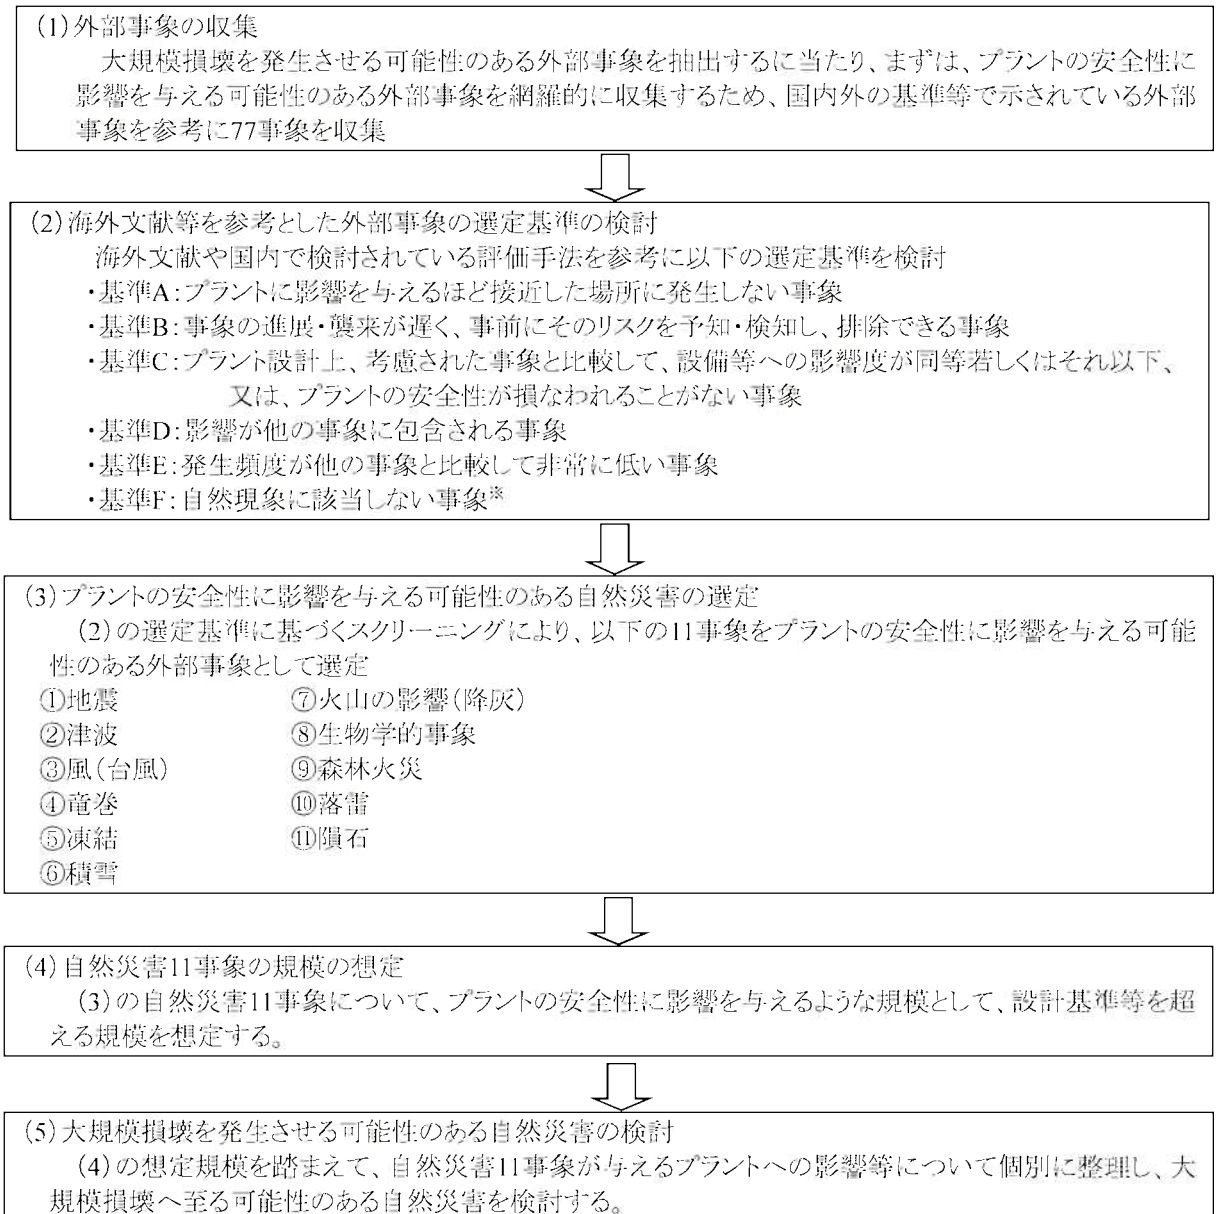 (1)外部事象の収集
大規模損壊を発生させる可能性のある外部事象を抽出するに当たり、まずは、プラントの安全性に
影響を与える可能性のある外部事象を網羅的に収集するため、国内外の基準等で示されている外部
事象を参考に77事象を収集
(2)海外文献等を参考とした外部事象の選定基準の検討
海外文献や国内で検討されている評価手法を参考に以下の選定基準を検討
・基準A:プラントに影響を与えるほど接近した場所に発生しない事象
・基準B:事象の進展・襲来が遅く、事前にそのリスクを予知・検知し、排除できる事象
・基準C:プラント設計上、考慮された事象と比較して、設備等への影響度が同等若しくはそれ以下、
又は、プラントの安全性が損なわれることがない事象
・基準D:影響が他の事象に包含される事象
・基準E:発生頻度が他の事象と比較して非常に低い事象
・基準F:自然現象に該当しない事象※
(3)プラントの安全性に影響を与える可能性のある自然災害の選定
(2)の選定基準に基づくスクリーニングにより、以下の11事象をプラントの安全性に影響を与える可能
性のある外部事象として選定
①地震
②津波
③風(台風)
④竜巻
⑤凍結
⑥積雪
⑦火山の影響(降灰)
⑧生物学的事象
⑨森林火災
⑩落雷
⑪隕石
(4)自然災害11事象の規模の想定
(3)の自然災害11事象について、プラントの安全性に影響を与えるような規模として、設計基準等を超
える規模を想定する。
(5)大規模損壊を発生させる可能性のある自然災害の検討
(4)の想定規模を踏まえて、自然災害11事象が与えるプラントへの影響等について個別に整理し、大
規模損壊へ至る可能性のある自然災害を検討する。